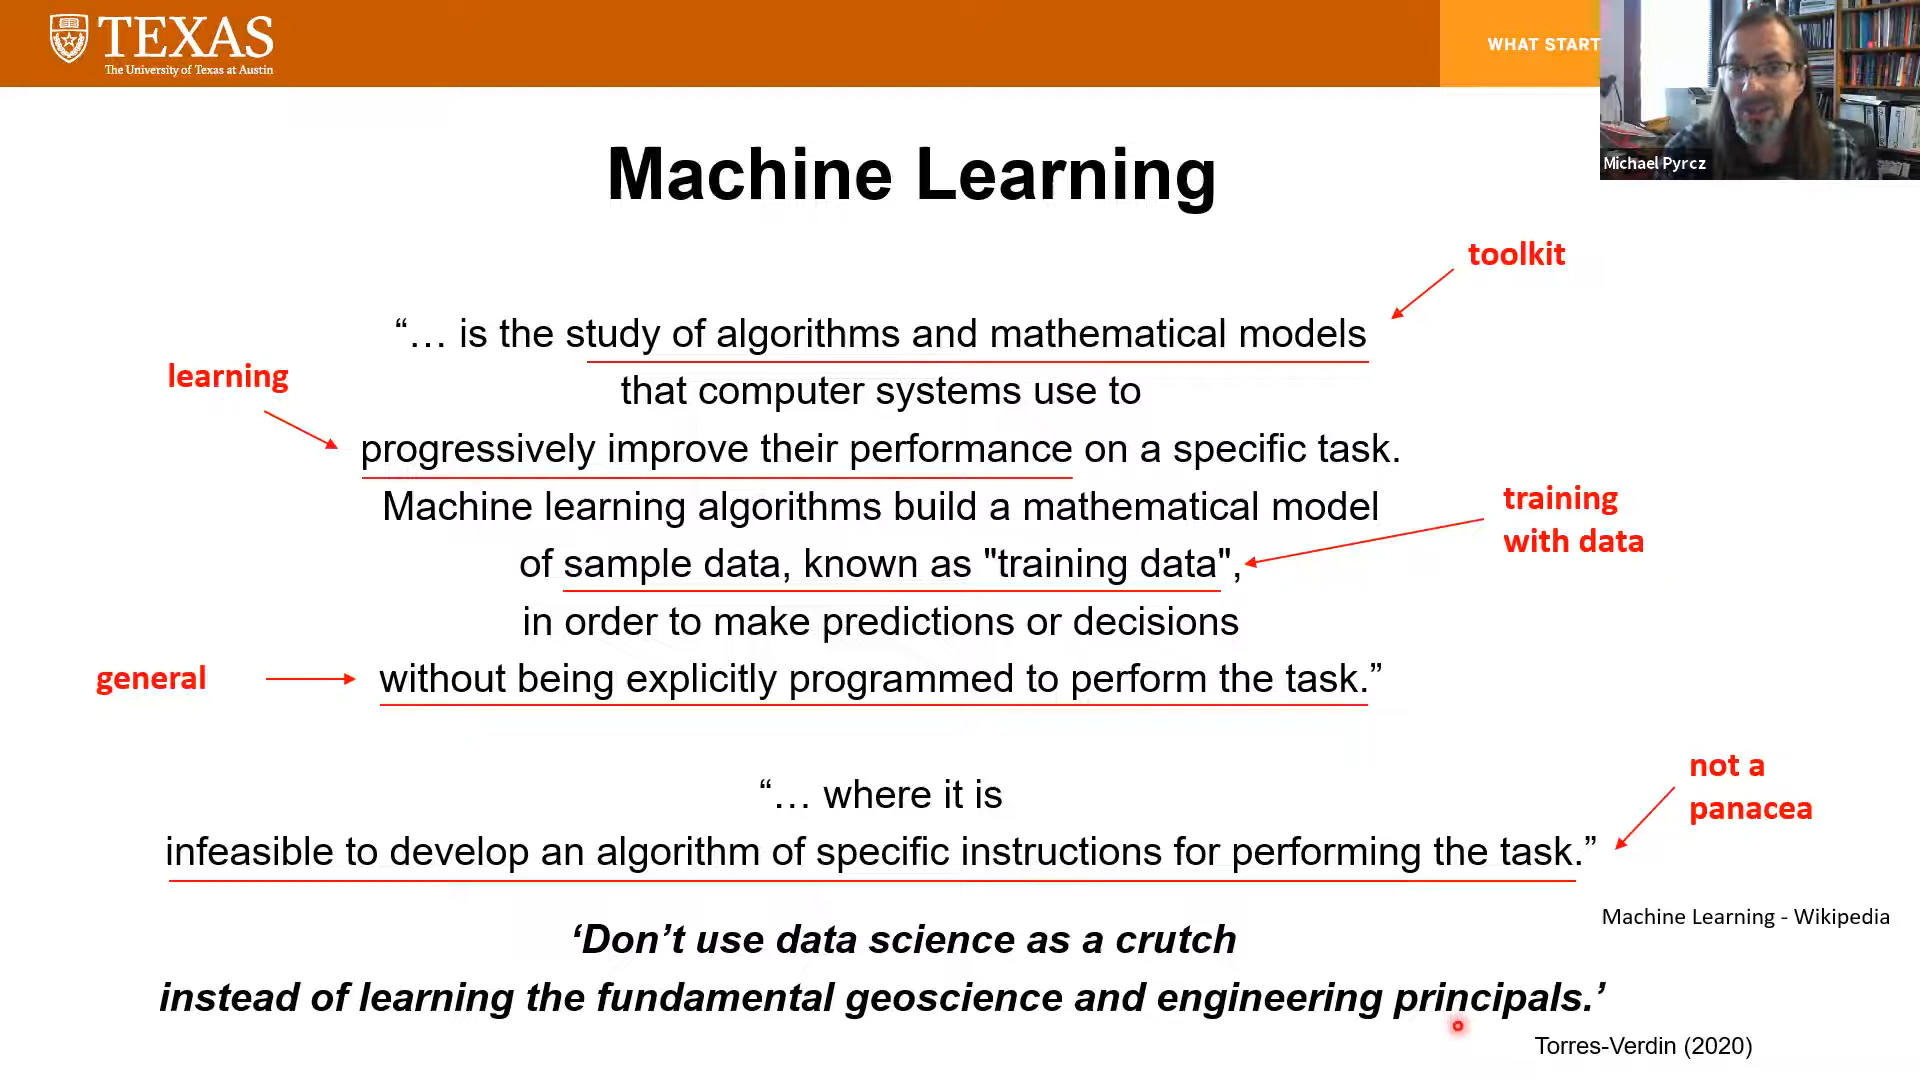 TEXAS
The University of Texas at Austin
WHAT START
Michael Pyrcz
Machine Learning
toolkit
“… is the study of algorithms and mathematical models
learning
that computer systems use to
progressively improve their performance on a specific task.
Machine learning algorithms build a mathematical model
training
with data
of sample data, known as "training data",
in order to make predictions or decisions
general
without being explicitly programmed to perform the task.”
not a
panacea
“… where it is
infeasible to develop an algorithm of specific instructions for performing the task.”
Machine Learning - Wikipedia
‘Don’t use data science as a crutch
instead of learning the fundamental geoscience and engineering principals.’
Torres-Verdin (2020)